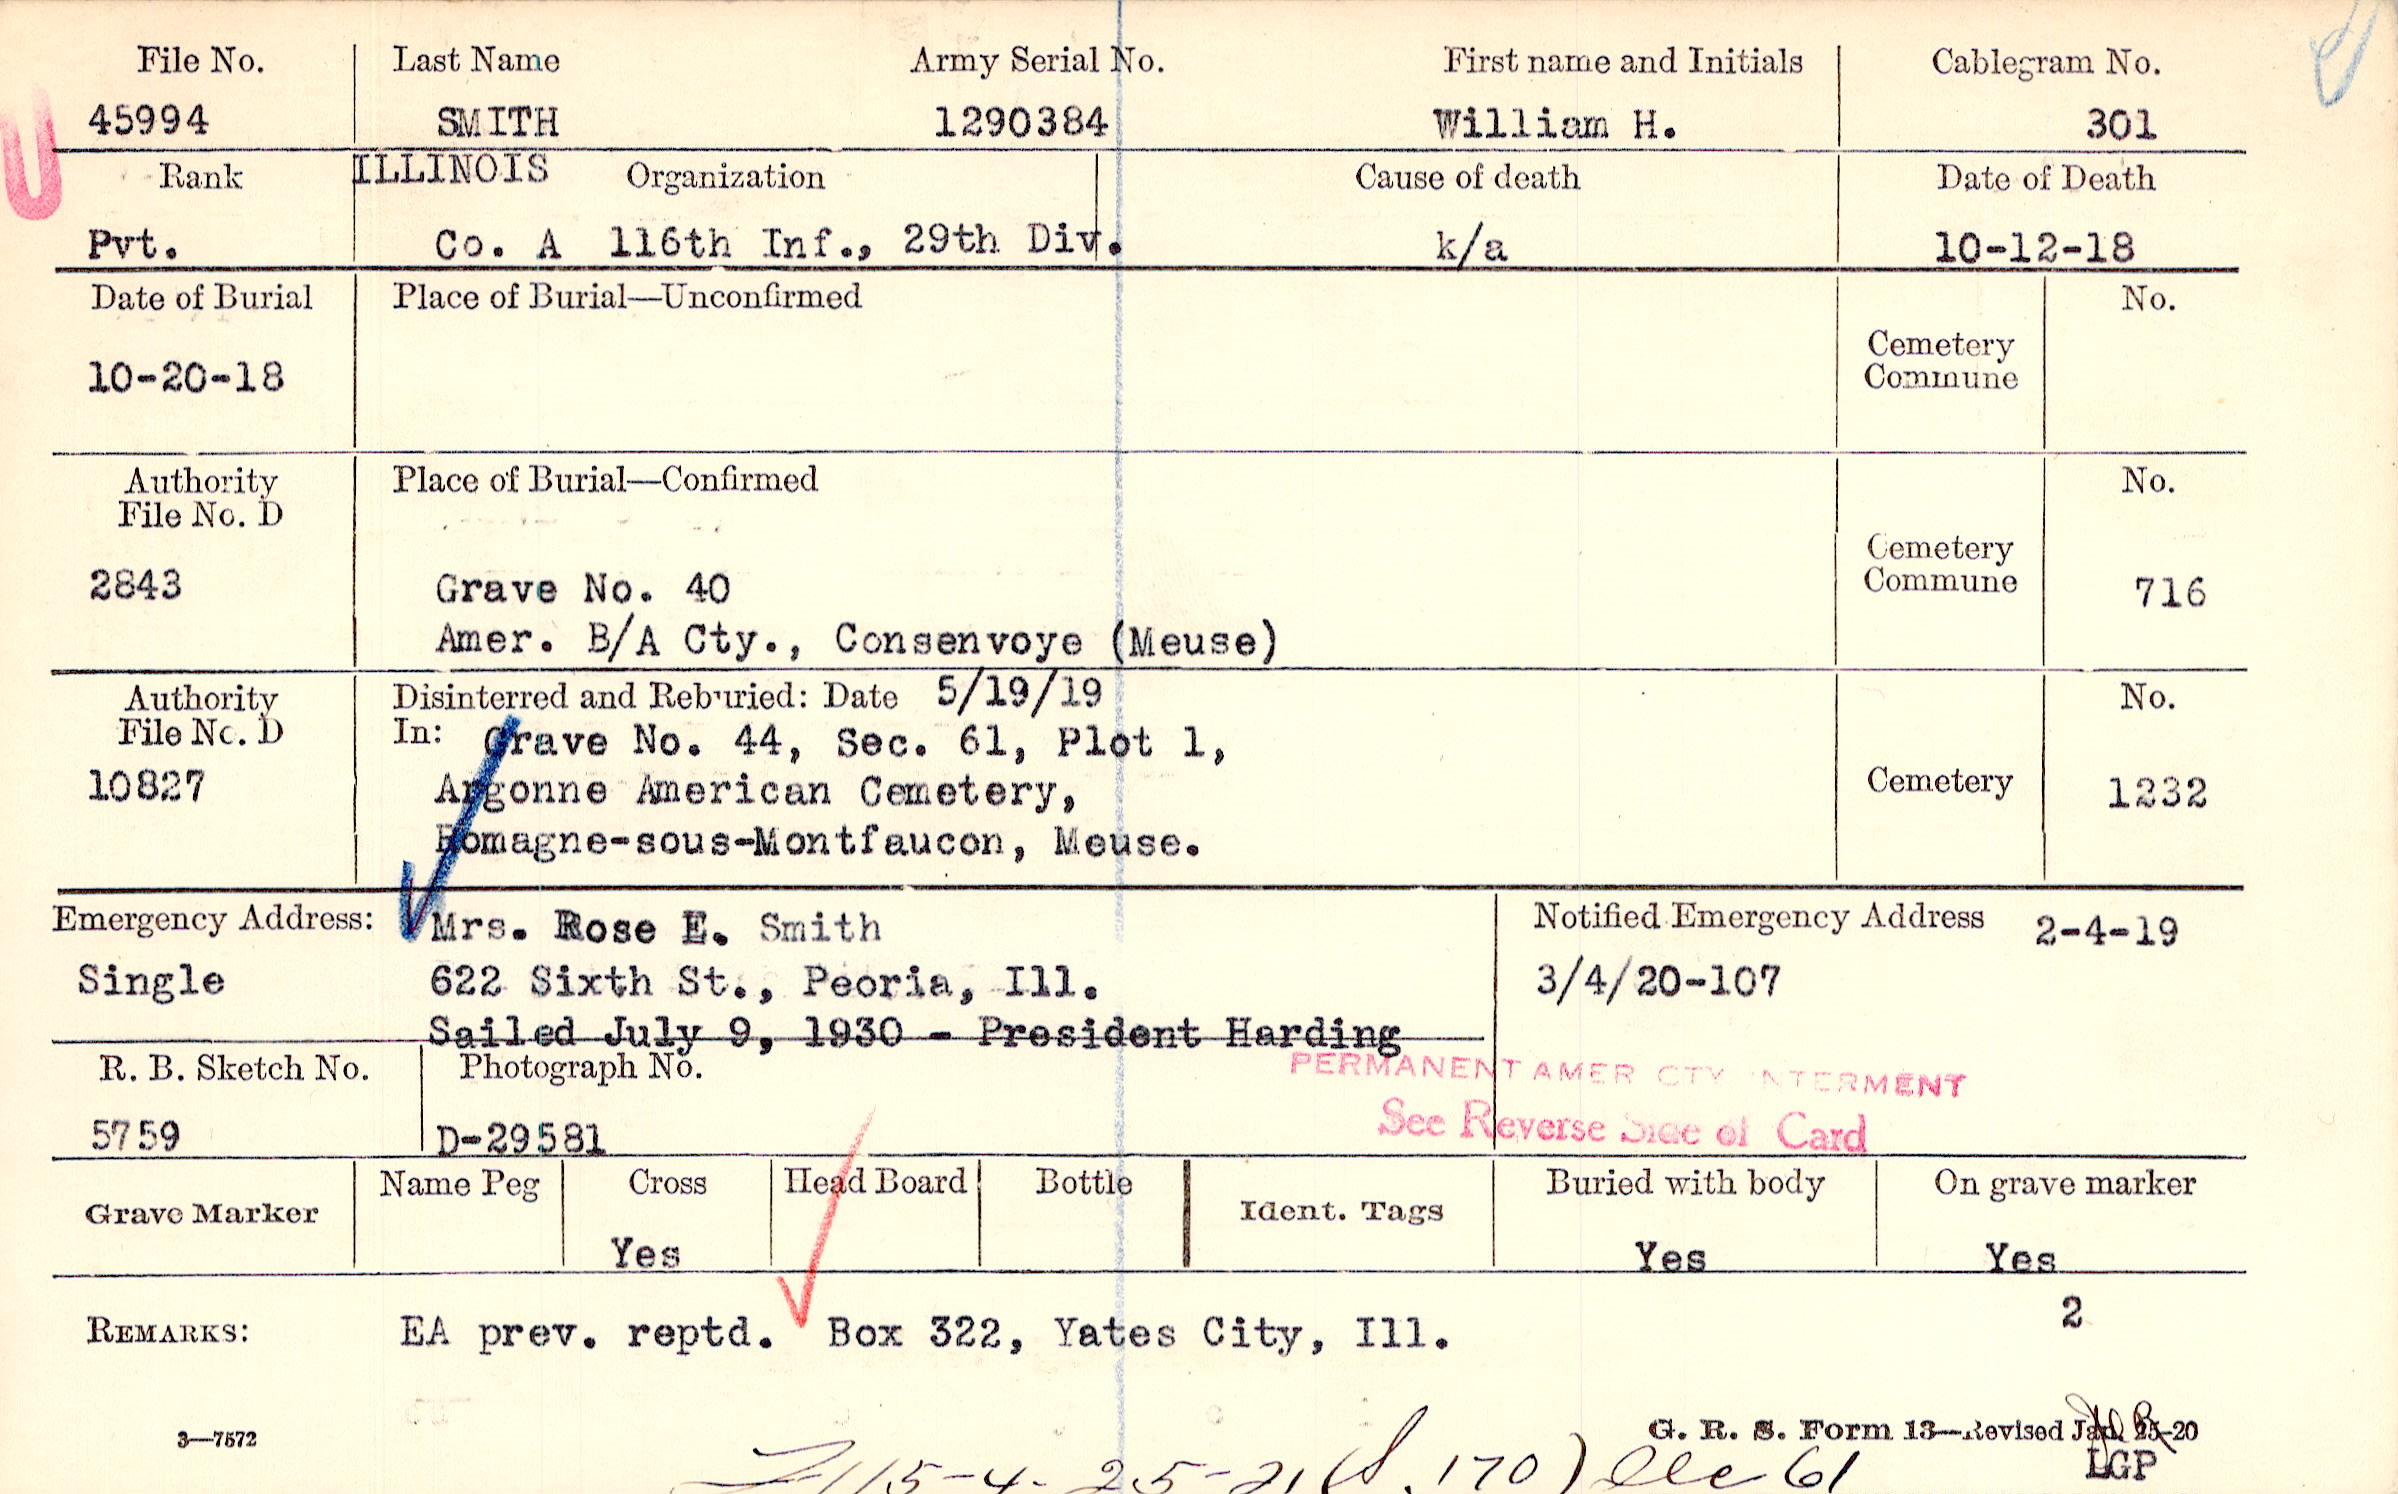 File No. Last Name Army Serial No. First name and Initials Cablegram No.
45994 SMITH 1290384 William H. 301
Rank ILLINOIS Organization Cause of death Date of Death
Pvt. Co. A 116th Inf., 29th Div. k/a 10-12-18
Date of Burial Place of Burial—Unconfirmed No.
10-20-18 Cemetery
Commune
Authority Place of Burial—Confirmed No.
File No. D
Cemetery
2843 Grave No. 40 Commune 716
Amer. B/A Cty., Consenvoye (Meuse)
Authority Disinterred and Reburied: Date 5/19/19 No.
File No. D In: Grave No. 44, Sec. 61, Plot 1,
10827 Argonne American Cemetery, Cemetery 1232
Romagne-sous-Montfaucon, Meuse.
Emergency Address: Mrs. Rose E. Smith Notified Emergency Address 2-4-19
Single 622 Sixth St., Peoria, Ill. 3/4/20-107
Sailed July 9, 1930 - President Harding
R. B. Sketch No. Photograph No. PERMANENT AMER CTY INTERMENT
5759 D-29581 See Reverse Side of Card
Name Peg Cross Head Board Bottle Buried with body On grave marker
Grave Marker Ident. Tags
Yes Yes Yes
2
REMARKS: EA prev. reptd. Box 322, Yates City, Ill.
3—7572 G. R. S. Form 13—Revised Jan. 25-20
LGP